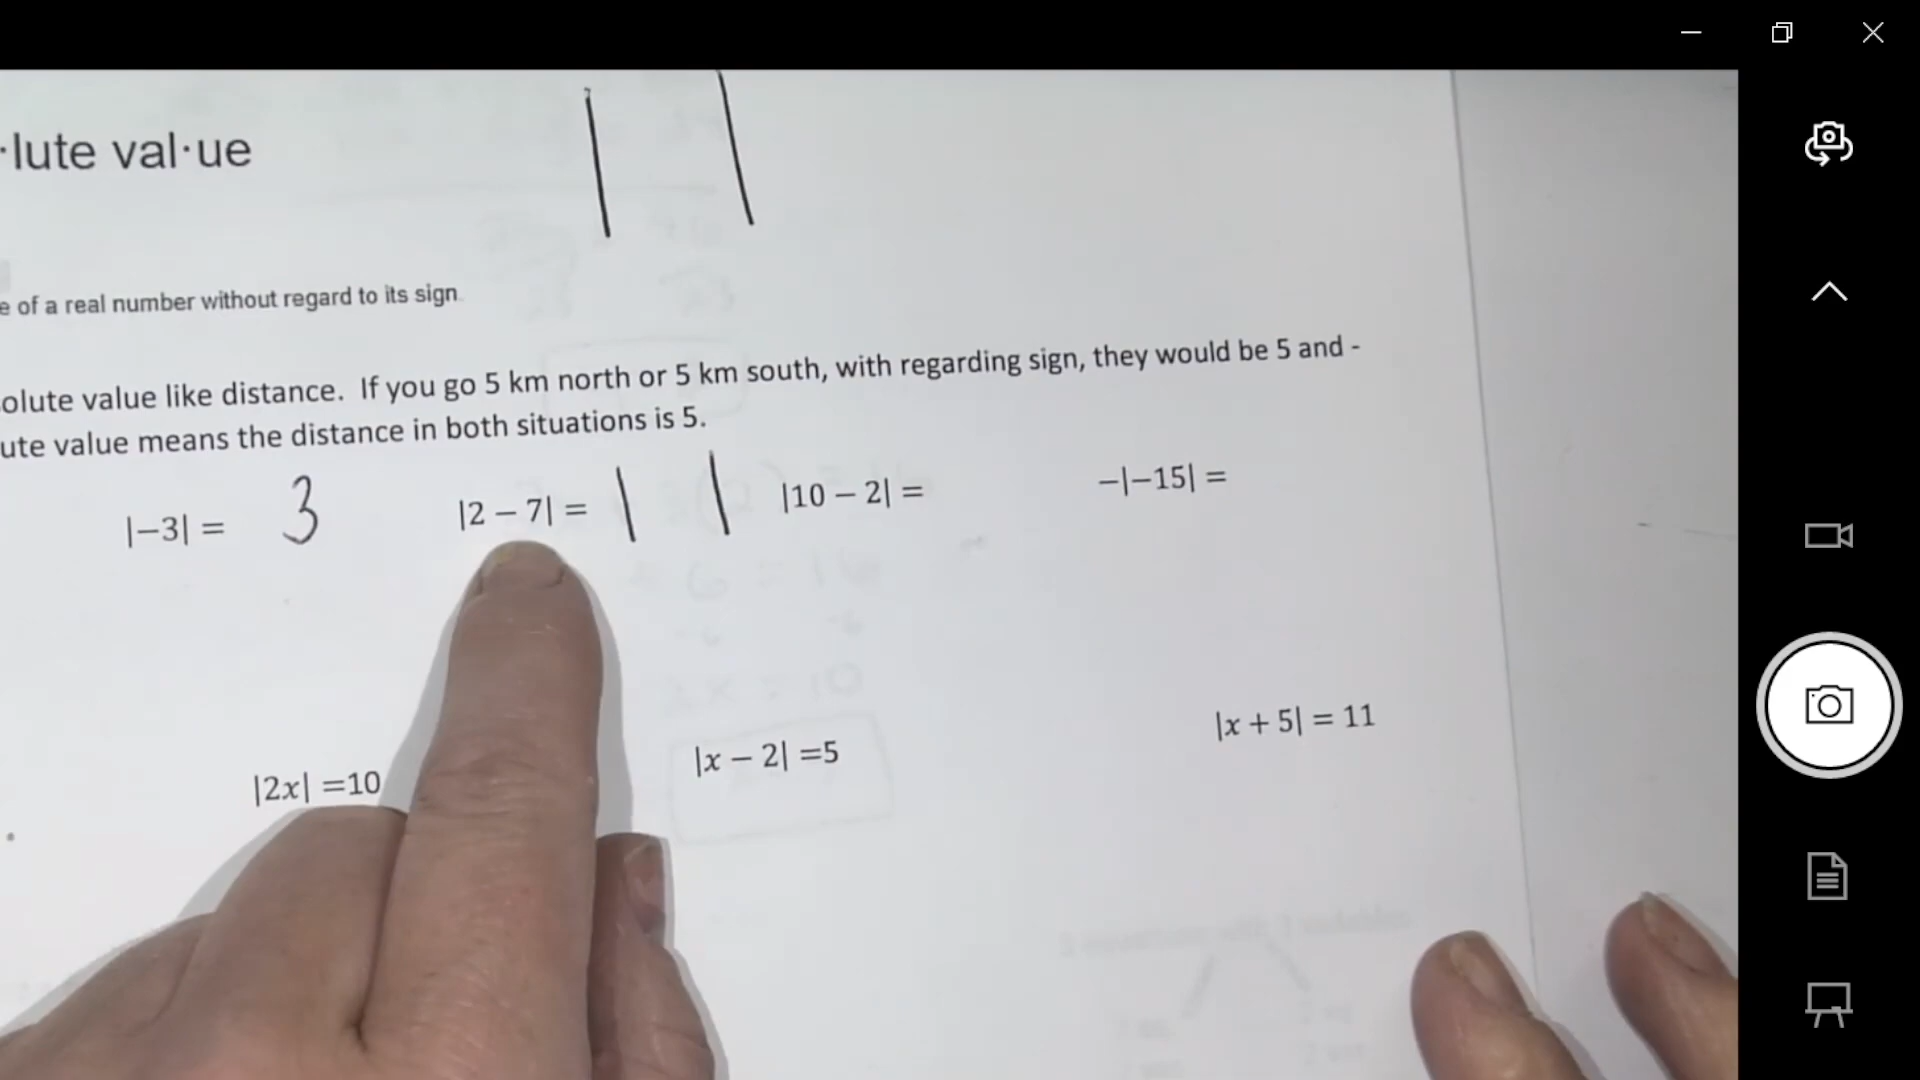 ·lute val·ue
| |
e of a real number without regard to its sign.
olute value like distance. If you go 5 km north or 5 km south, with regarding sign, they would be 5 and -
ute value means the distance in both situations is 5.
|−3| = 3 |2 − 7| = | | |10 − 2| = −|−15| =
|2x| =10 |x − 2| =5 |x + 5| = 11